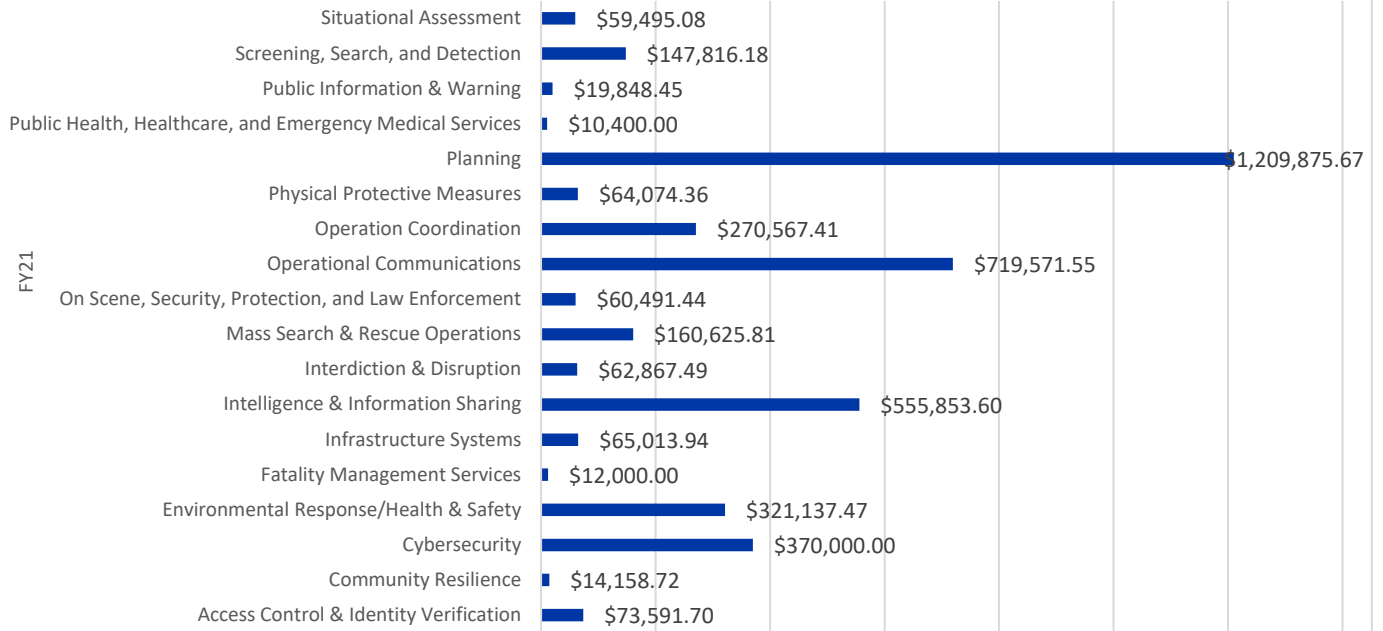 Situational Assessment $59,495.08
Screening, Search, and Detection $147,816.18
Public Information & Warning $19,848.45
Public Health, Healthcare, and Emergency Medical Services $10,400.00
Planning $1,209,875.67
Physical Protective Measures $64,074.36
Operation Coordination $270,567.41
Operational Communications $719,571.55
FY21
On Scene, Security, Protection, and Law Enforcement $60,491.44
Mass Search & Rescue Operations $160,625.81
Interdiction & Disruption $62,867.49
Intelligence & Information Sharing $555,853.60
Infrastructure Systems $65,013.94
Fatality Management Services $12,000.00
Environmental Response/Health & Safety $321,137.47
Cybersecurity $370,000.00
Community Resilience $14,158.72
Access Control & Identity Verification $73,591.70